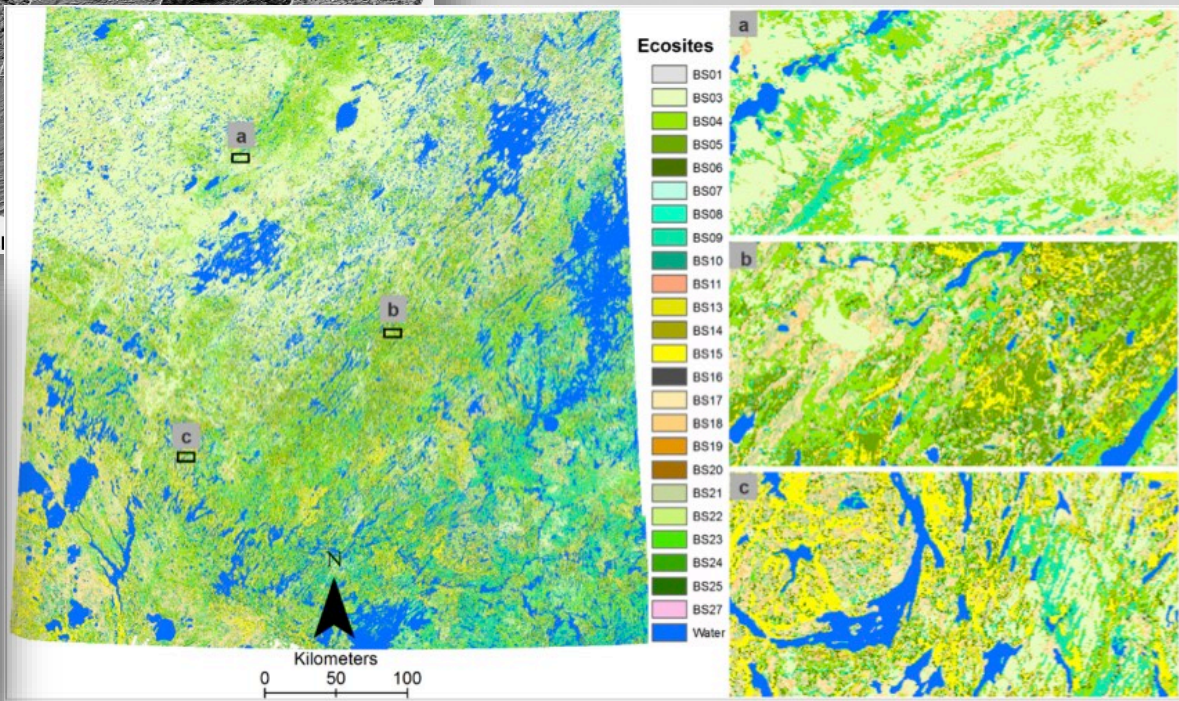 a
b
c
N
Kilometers
0 50 100
Ecosites
BS01
BS03
BS04
BS05
BS06
BS07
BS08
BS09
BS10
BS11
BS13
BS14
BS15
BS16
BS17
BS18
BS19
BS20
BS21
BS22
BS23
BS24
BS25
BS27
Water
a
b
c